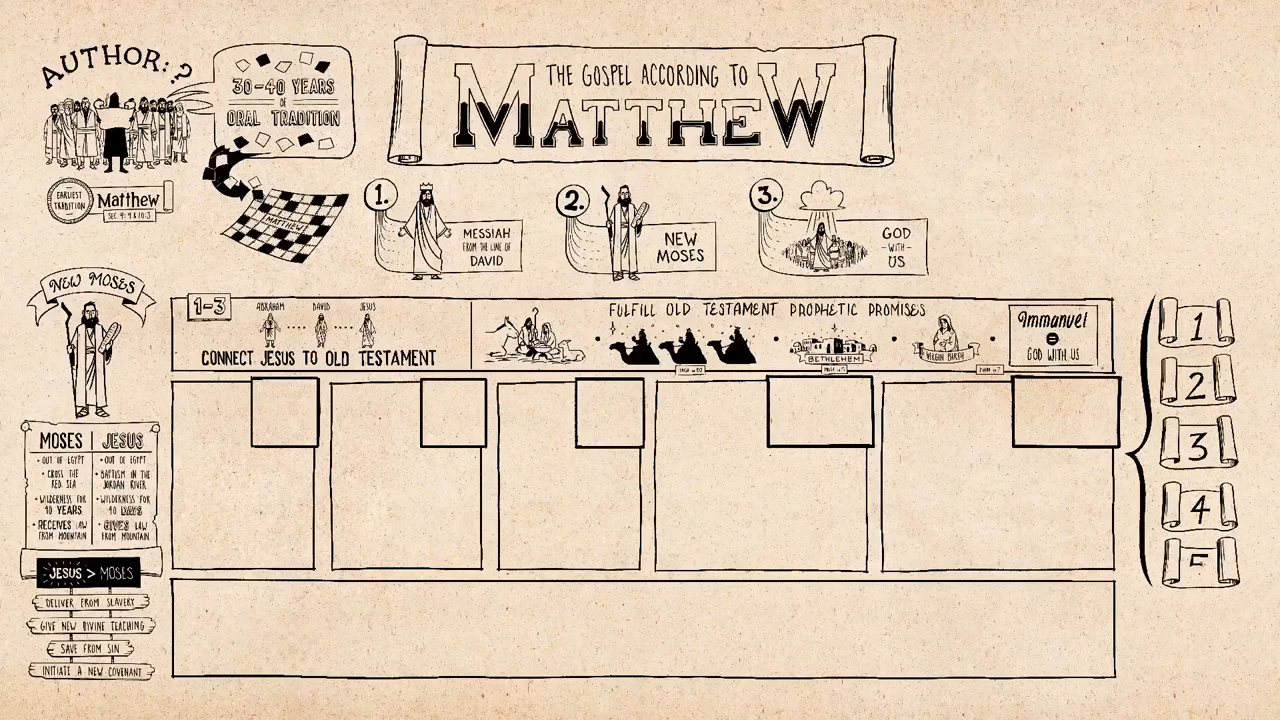 AUTHOR: ?
30-40 YEARS
OF
ORAL TRADITION
EARLIEST
TRADITION
Matthew
SEE 9:9 & 10:3
MATTHEW
THE GOSPEL ACCORDING TO
MATTHEW
1.
MESSIAH
FROM THE LINE OF
DAVID
2.
NEW
MOSES
3.
GOD
-WITH-
US
NEW MOSES
MOSES
• OUT OF EGYPT
• CROSS THE
RED SEA
• WILDERNESS FOR
40 YEARS
• RECEIVES LAW
FROM MOUNTAIN
JESUS
• OUT OF EGYPT
• BAPTISM IN THE
JORDAN RIVER
• WILDERNESS FOR
40 DAYS
• GIVES LAW
FROM MOUNTAIN
JESUS > MOSES
DELIVER FROM SLAVERY
GIVE NEW DIVINE TEACHING
SAVE FROM SIN
INITIATE A NEW COVENANT
1-3
ABRAHAM
DAVID
JESUS
CONNECT JESUS TO OLD TESTAMENT
FULFILL OLD TESTAMENT PROPHETIC PROMISES
BETHLEHEM
VIRGIN BIRTH
Immanuel
=
GOD WITH US
1
2
3
4